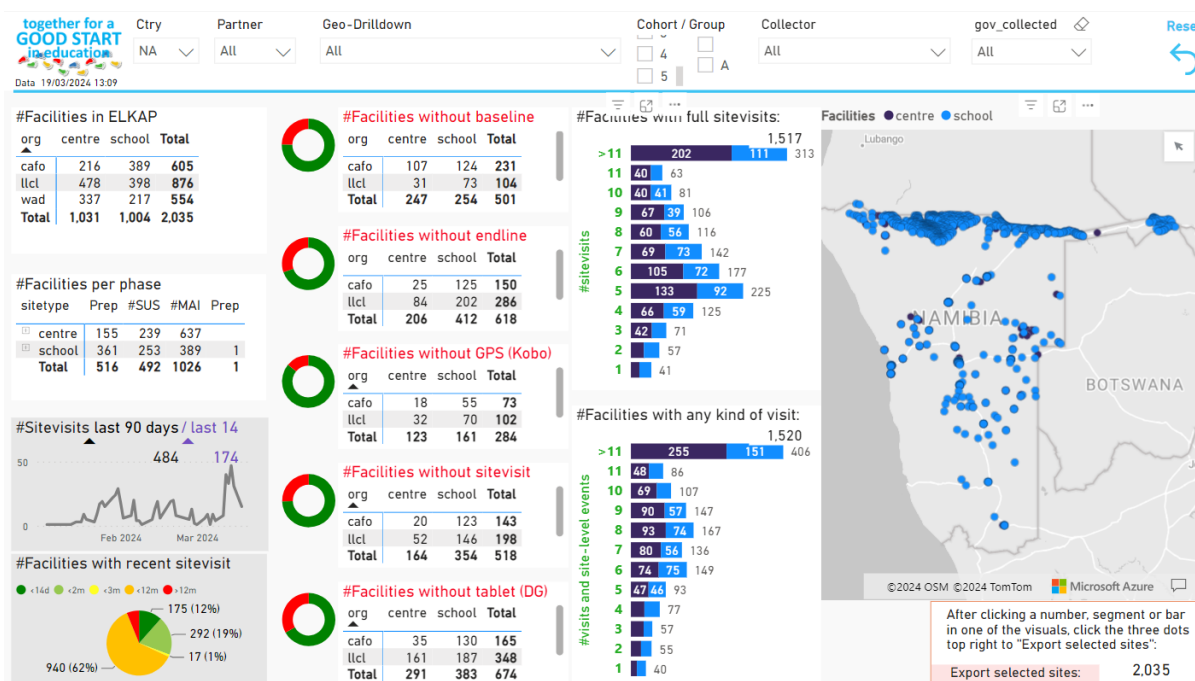 together for a
GOOD START
in education
Data 19/03/2024 13:09
Ctry
NA
Partner
All
Geo-Drilldown
All
Cohort / Group
4
5
A
Collector
All
gov_collected
All
Rese
#Facilities in ELKAP
org centre school Total
cafo 216 389 605
llcl 478 398 876
wad 337 217 554
Total 1,031 1,004 2,035
#Facilities per phase
sitetype Prep #SUS #MAI Prep
centre 155 239 637
school 361 253 389 1
Total 516 492 1026 1
#Sitevisits last 90 days / last 14
484 174
50
0
Feb 2024 Mar 2024
#Facilities with recent sitevisit
<14d <2m <3m <12m >12m
175 (12%)
292 (19%)
17 (1%)
940 (62%)
#Facilities without baseline
org centre school Total
cafo 107 124 231
llcl 31 73 104
Total 247 254 501
#Facilities without endline
org centre school Total
cafo 25 125 150
llcl 84 202 286
Total 206 412 618
#Facilities without GPS (Kobo)
org centre school Total
cafo 18 55 73
llcl 32 70 102
Total 123 161 284
#Facilities without sitevisit
org centre school Total
cafo 20 123 143
llcl 52 146 198
Total 164 354 518
#Facilities without tablet (DG)
org centre school Total
cafo 35 130 165
llcl 161 187 348
Total 291 383 674
#Facilities with full sitevisits:
1,517
#sitevisits
>11 202 111 313
11 40 63
10 40 41 81
9 67 39 106
8 60 56 116
7 69 73 142
6 105 72 177
5 133 92 225
4 66 59 125
3 42 71
2 57
1 41
#Facilities with any kind of visit:
1,520
#visits and site-level events
>11 255 151 406
11 48 86
10 69 107
9 90 57 147
8 93 74 167
7 80 56 136
6 74 75 149
5 47 46 93
4 77
3 57
2 55
1 40
Facilities centre school
Lubango
NAMIBIA
BOTSWANA
J
©2024 OSM ©2024 TomTom Microsoft Azure
After clicking a number, segment or bar
in one of the visuals, click the three dots
top right to "Export selected sites":
Export selected sites: 2,035